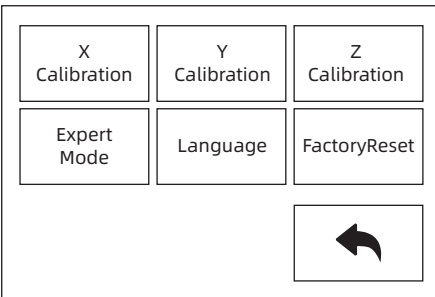 X
Calibration
Y
Calibration
Z
Calibration
Expert
Mode
Language
FactoryReset